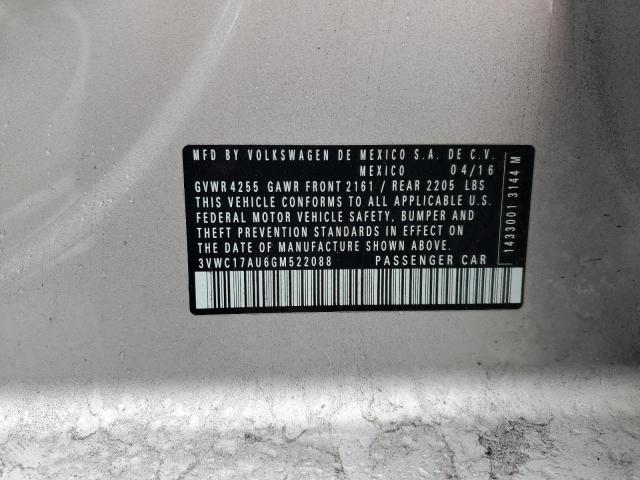 MFD BY VOLKSWAGEN DE MEXICO S.A. DE C.V.
MEXICO 04/16
GVWR 4255 GAWR FRONT 2161 / REAR 2205 LBS
THIS VEHICLE CONFORMS TO ALL APPLICABLE U.S.
FEDERAL MOTOR VEHICLE SAFETY, BUMPER AND
THEFT PREVENTION STANDARDS IN EFFECT ON
THE DATE OF MANUFACTURE SHOWN ABOVE.
3VWC17AU6GM522088 PASSENGER CAR
1433001 3144 M